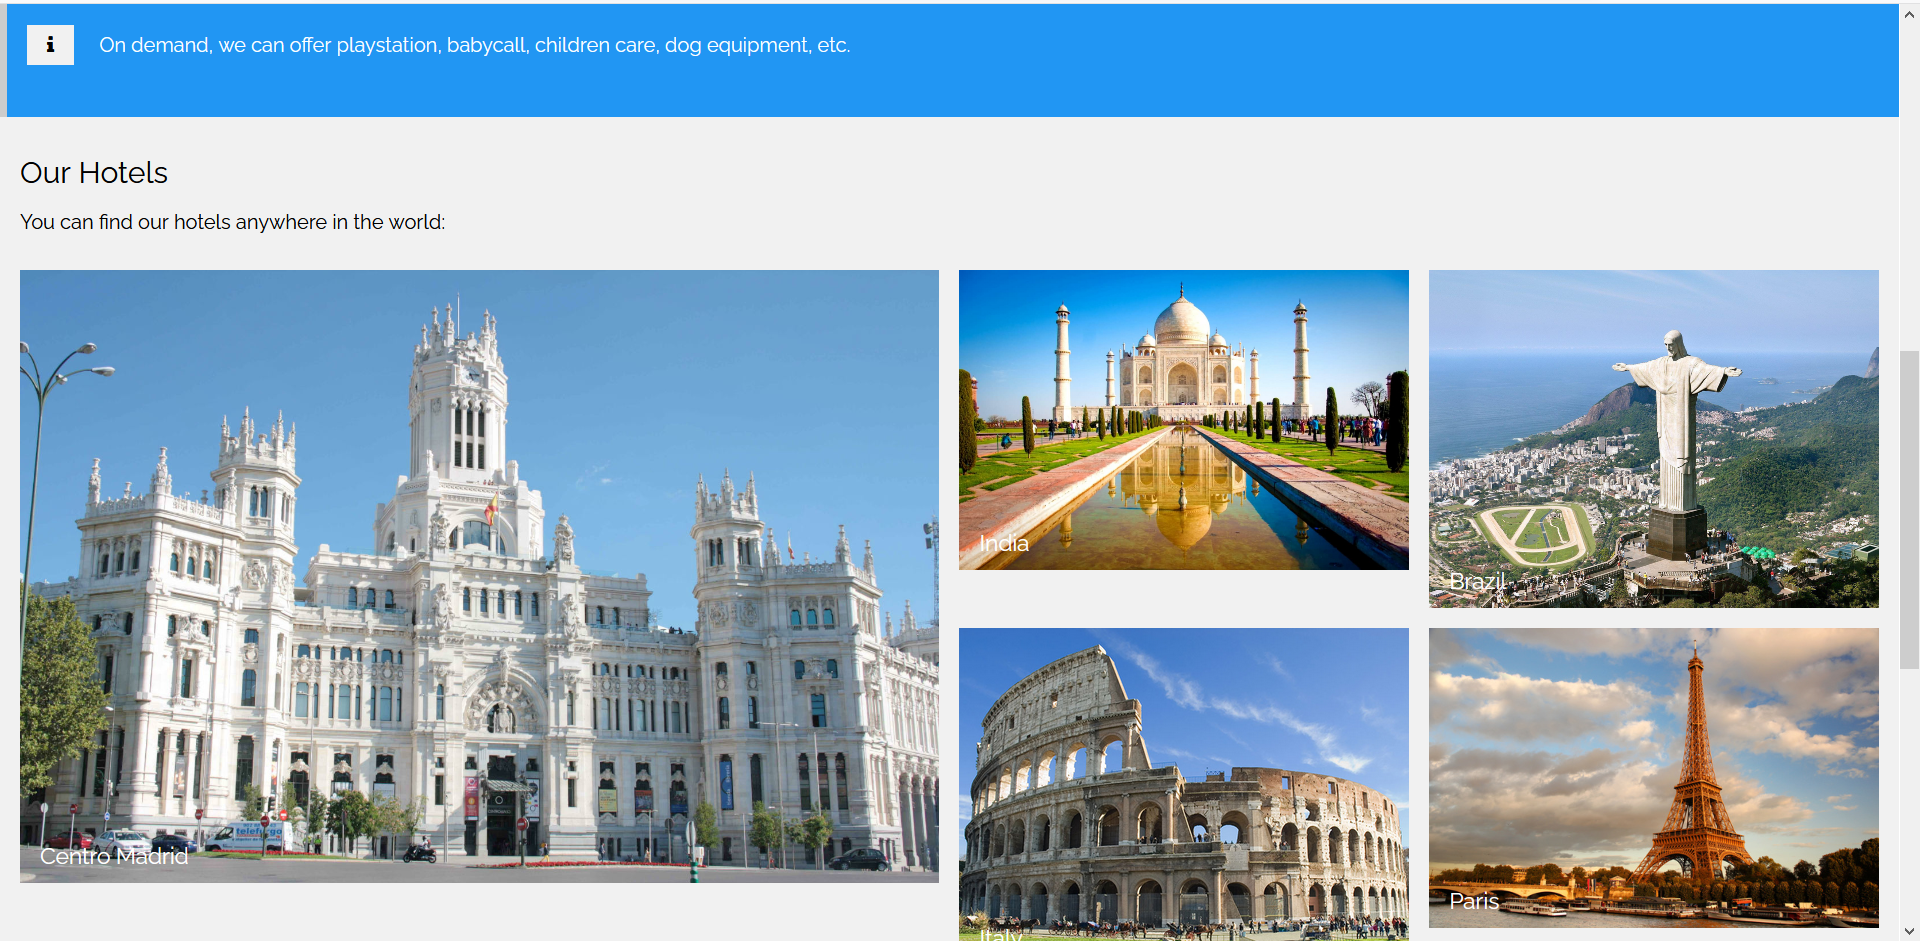 i
On demand, we can offer playstation, babycall, children care, dog equipment, etc.
Our Hotels
You can find our hotels anywhere in the world:
India
Brazil
telefurgo
Centro Madrid
Paris
Italy